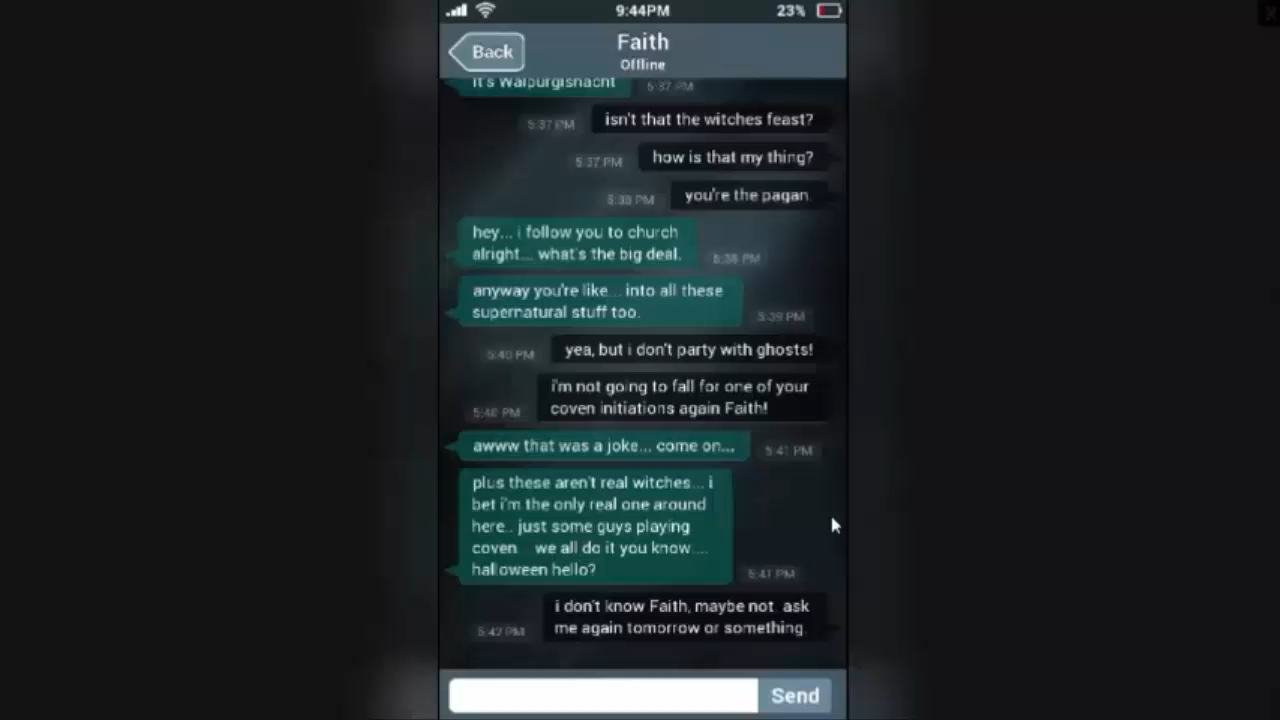 9:44PM
23%
Back
Faith
Offline
it's Walpurgisnacht
5:37 PM
5:37 PM
isn't that the witches feast?
5:37 PM
how is that my thing?
5:38 PM
you're the pagan.
hey... i follow you to church
alright... what's the big deal.
5:38 PM
anyway you're like... into all these
supernatural stuff too.
5:39 PM
5:40 PM
yea, but i don't party with ghosts!
i'm not going to fall for one of your
coven initiations again Faith!
5:40 PM
awww that was a joke... come on...
5:41 PM
plus these aren't real witches... i
bet i'm the only real one around
here.. just some guys playing
coven... we all do it you know....
halloween hello?
5:41 PM
i don't know Faith, maybe not. ask
me again tomorrow or something.
5:42 PM
Send